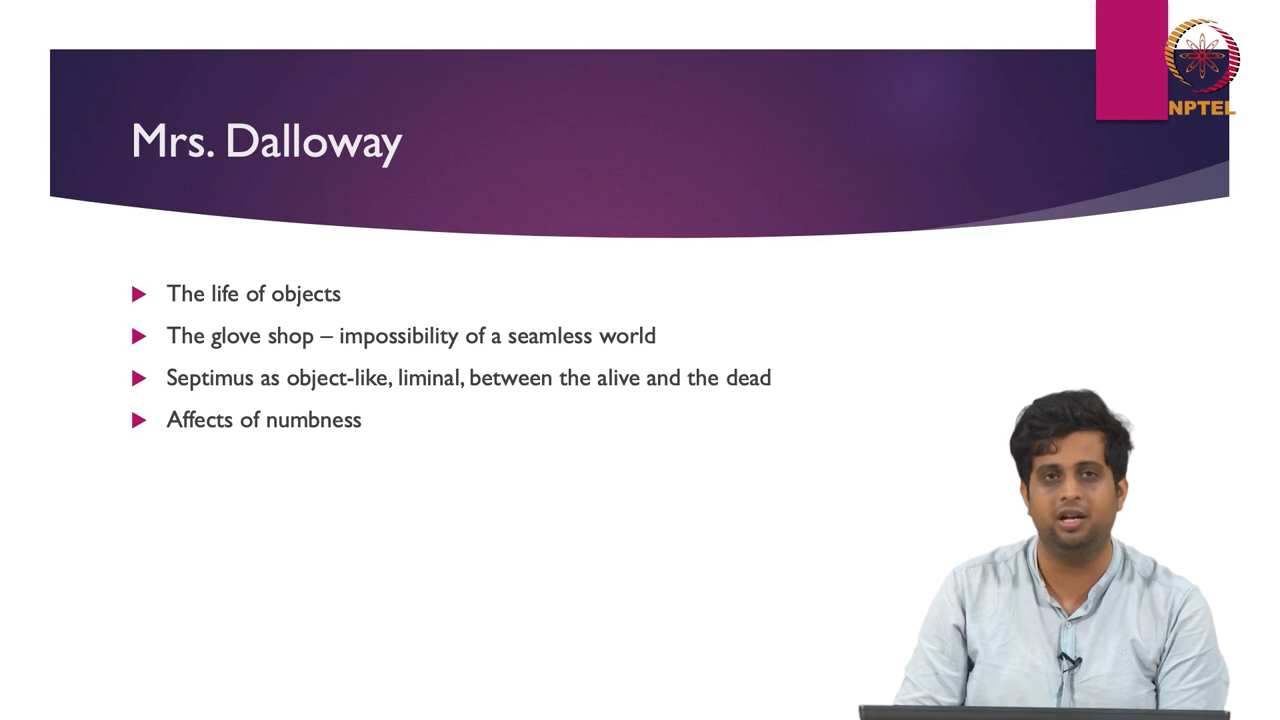 NPTEL
Mrs. Dalloway
The life of objects
The glove shop – impossibility of a seamless world
Septimus as object-like, liminal, between the alive and the dead
Affects of numbness